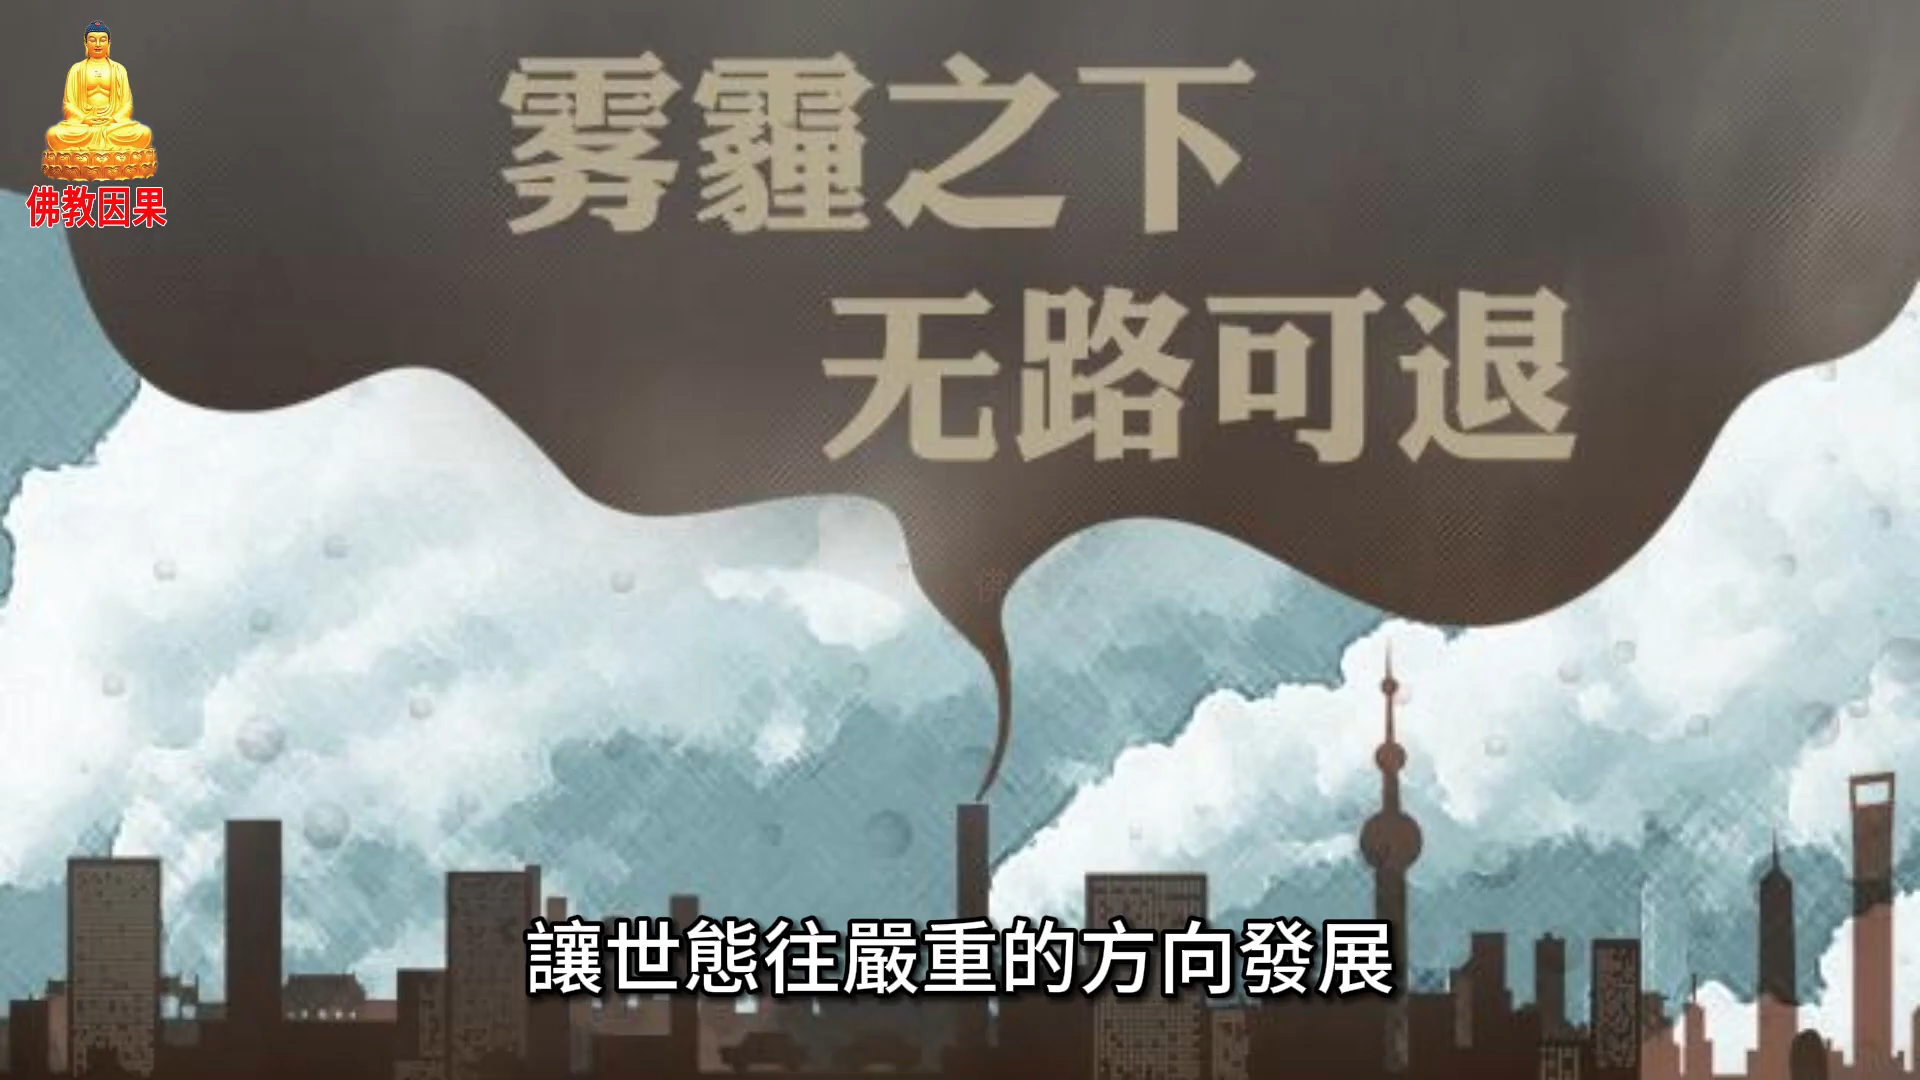 雾霾之下
无路可退
佛教因果
佛
讓世態往嚴重的方向發展